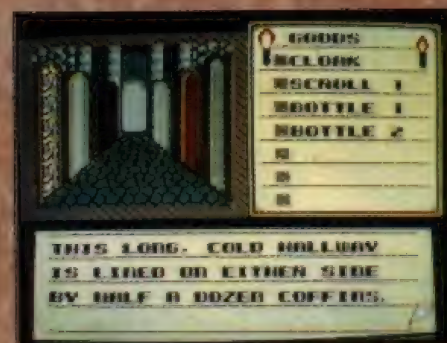 GOODS
CLOAK
SCROLL 1
BOTTLE 1
BOTTLE 2
THIS LONG, COLD HALLWAY
IS LINED ON EITHER SIDE
BY HALF A DOZEN COFFINS.